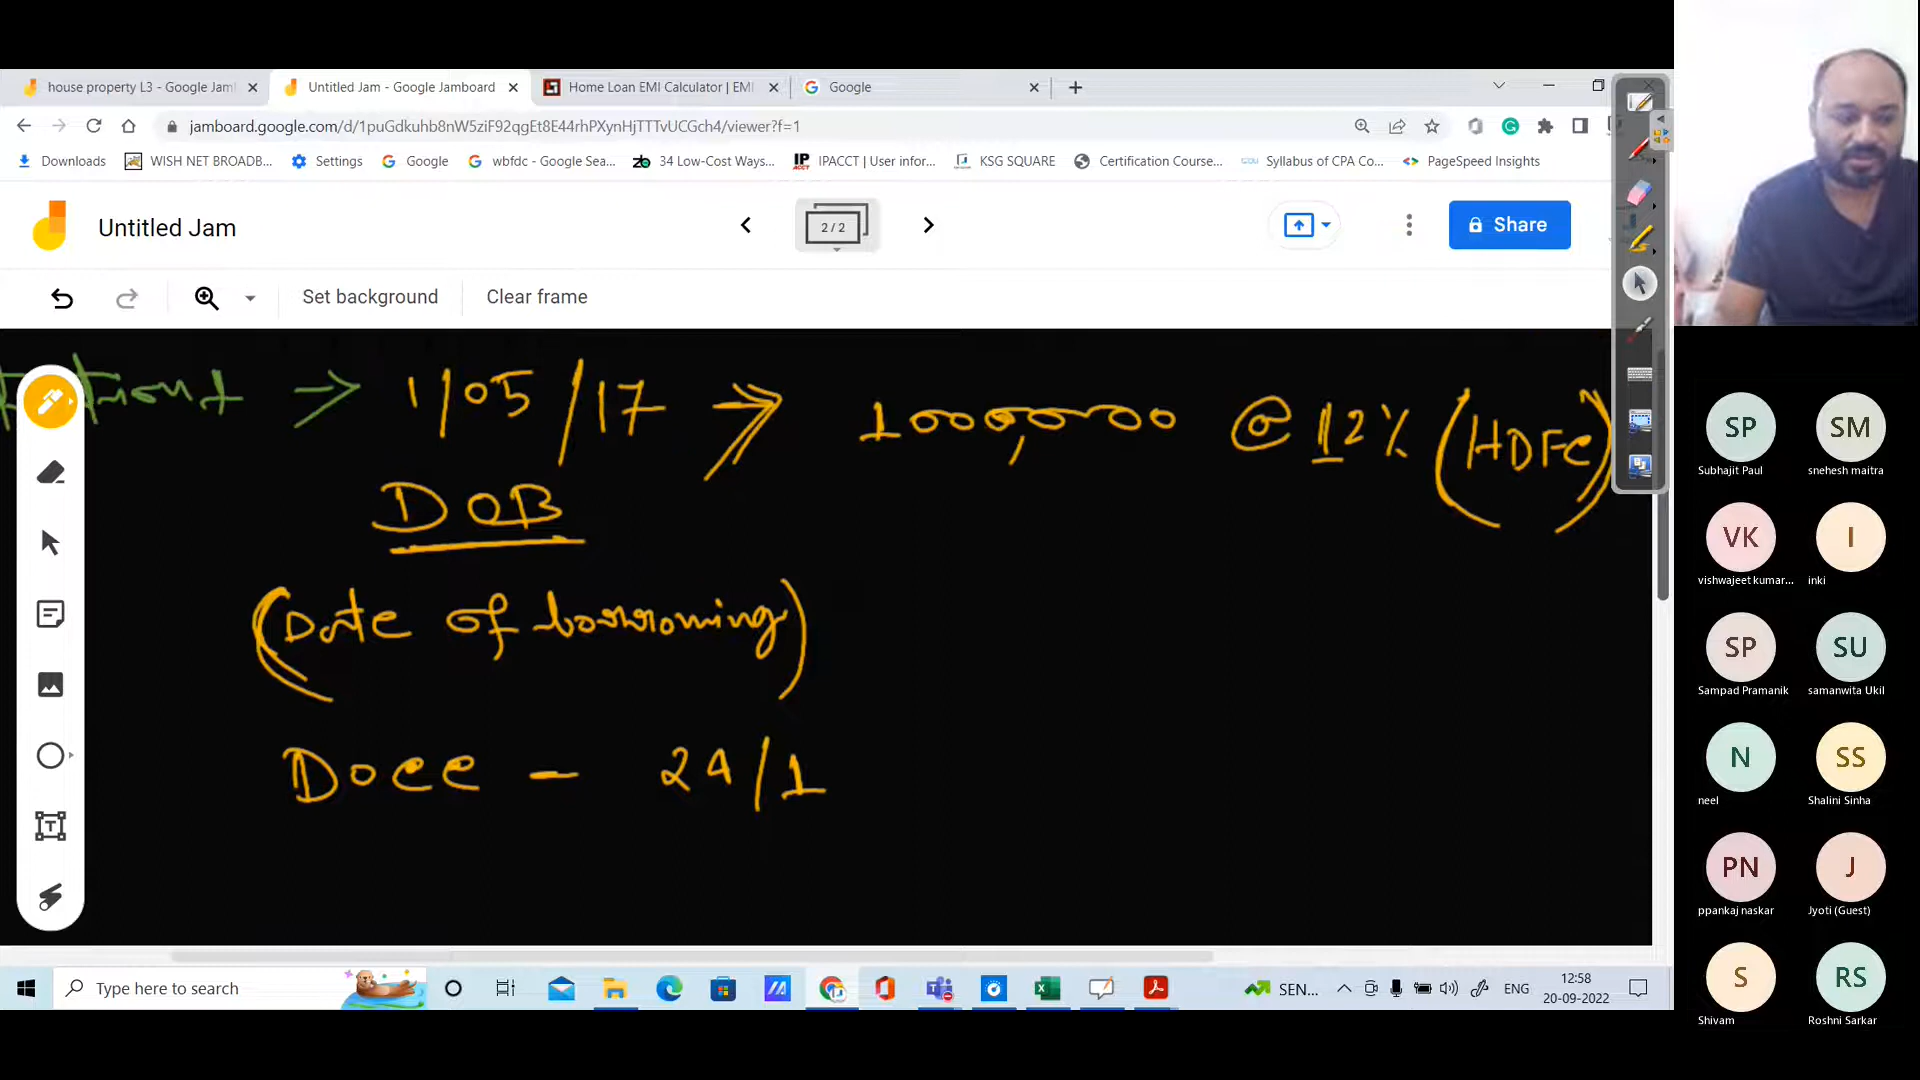 house property L3 - Google Jam
Untitled Jam - Google Jamboard
Home Loan EMI Calculator | EMI
Google
jamboard.google.com/d/1puGdkuhb8nW5ziF92qgEt8E44rhPXynHjTTTvUCGch4/viewer?f=1
Downloads
WISH NET BROADB...
Settings
Google
wbfdc - Google Sea...
34 Low-Cost Ways...
IPACCT | User infor...
KSG SQUARE
Certification Course...
Syllabus of CPA Co...
PageSpeed Insights
Untitled Jam
2 / 2
Share
Set background
Clear frame
→ 1/05/17 ⇒ 1000,000 @ 12% (HDFC)
DOB
(Date of borrowing)
DOCC - 24/1
SP
Subhajit Paul
SM
snehesh maitra
VK
vishwajeet kumar...
I
inki
SP
Sampad Pramanik
SU
samanwita Ukil
N
neel
SS
Shalini Sinha
PN
ppankaj naskar
J
Jyoti (Guest)
S
Shivam
RS
Roshni Sarkar
Type here to search
SEN...
ENG
12:58
20-09-2022